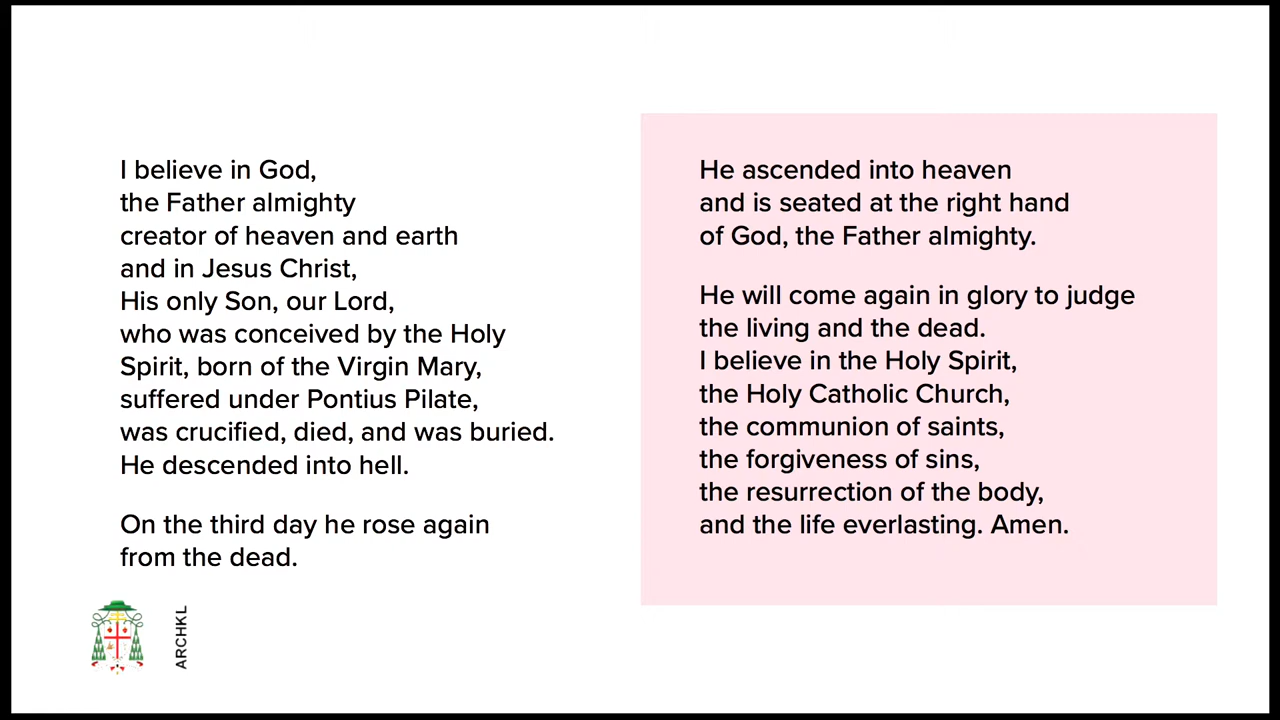 I believe in God,
the Father almighty
creator of heaven and earth
and in Jesus Christ,
His only Son, our Lord,
who was conceived by the Holy
Spirit, born of the Virgin Mary,
suffered under Pontius Pilate,
was crucified, died, and was buried.
He descended into hell.
On the third day he rose again
from the dead.
He ascended into heaven
and is seated at the right hand
of God, the Father almighty.
He will come again in glory to judge
the living and the dead.
I believe in the Holy Spirit,
the Holy Catholic Church,
the communion of saints,
the forgiveness of sins,
the resurrection of the body,
and the life everlasting. Amen.
ARCHKL